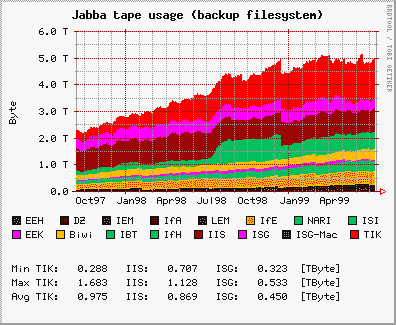 Jabba tape usage (backup filesystem)
RRDTOOL / TOBI OETIKER
Byte
6.0 T
5.0 T
4.0 T
3.0 T
2.0 T
1.0 T
0.0
Oct97 Jan98 Apr98 Jul98 Oct98 Jan99 Apr99
EEH DZ IEM IfA LEM IfE NARI ISI
EEK Biwi IBT IfH IIS ISG ISG-Mac TIK
Min TIK: 0.288 IIS: 0.707 ISG: 0.323 [TByte]
Max TIK: 1.683 IIS: 1.128 ISG: 0.533 [TByte]
Avg TIK: 0.975 IIS: 0.869 ISG: 0.450 [TByte]